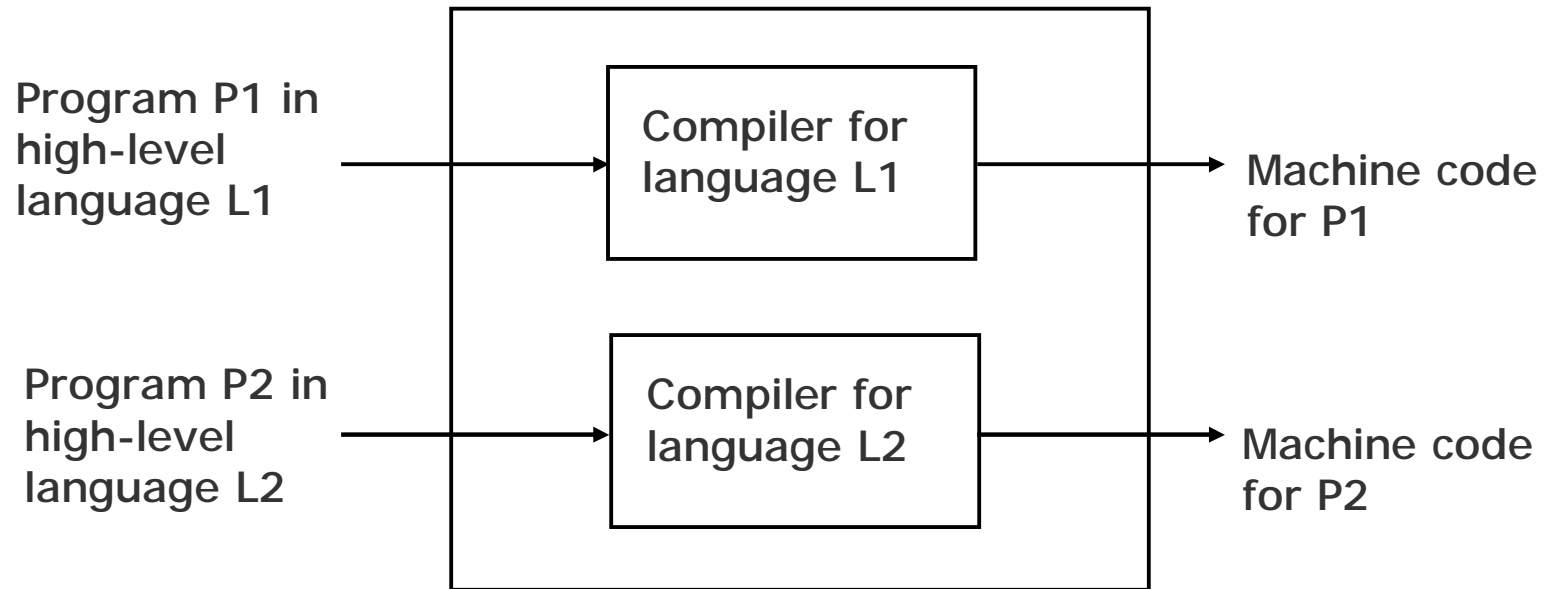 Program P1 in
high-level
language L1
Compiler for
language L1
Machine code
for P1
Program P2 in
high-level
language L2
Compiler for
language L2
Machine code
for P2